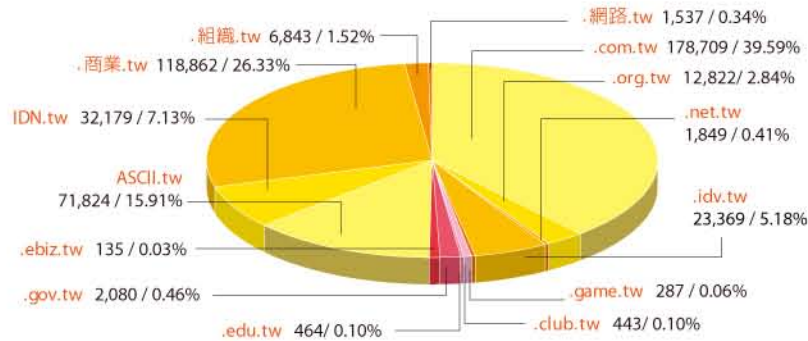 .網路.tw 1,537 / 0.34%
.組織.tw 6,843 / 1.52%
.com.tw 178,709 / 39.59%
.商業.tw 118,862 / 26.33%
.org.tw 12,822/ 2.84%
IDN.tw 32,179 / 7.13%
.net.tw
1,849 / 0.41%
ASCII.tw
71,824 / 15.91%
.idv.tw
23,369 / 5.18%
.ebiz.tw 135 / 0.03%
.gov.tw 2,080 / 0.46%
.game.tw 287 / 0.06%
.edu.tw 464/ 0.10%
.club.tw 443/ 0.10%